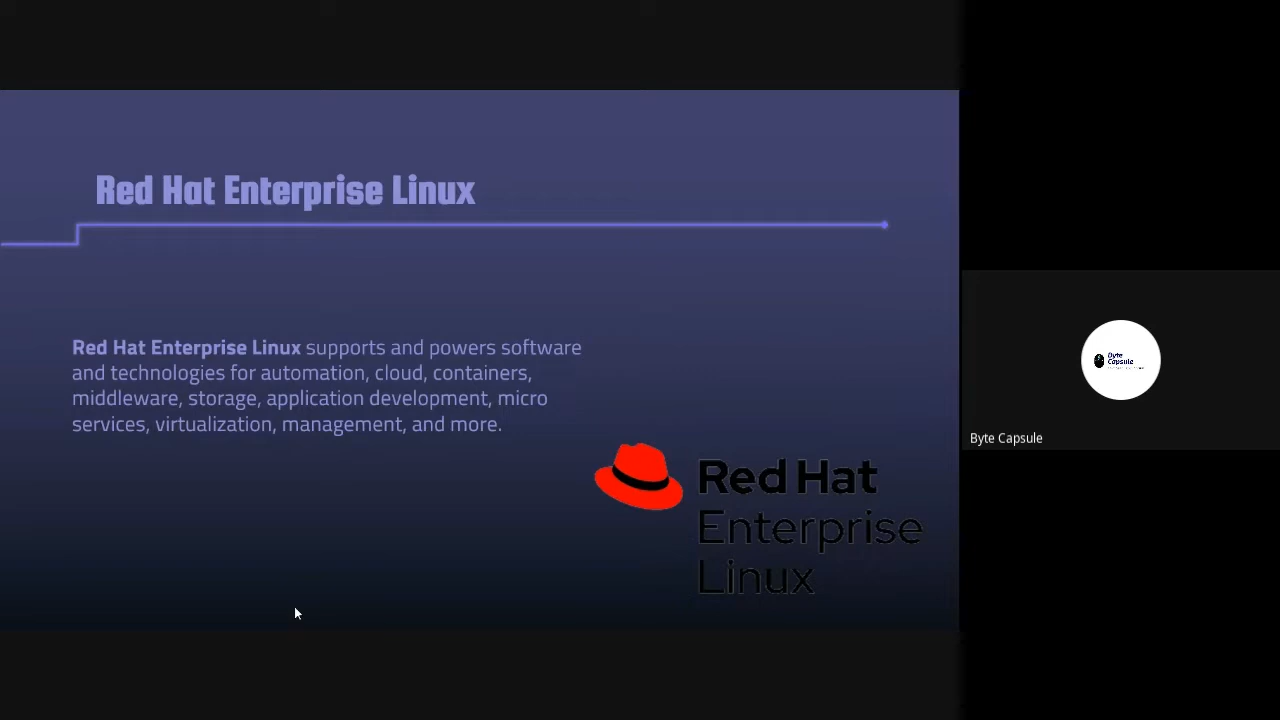 Red Hat Enterprise Linux
Red Hat Enterprise Linux supports and powers software
and technologies for automation, cloud, containers,
middleware, storage, application development, micro
services, virtualization, management, and more.
Red Hat
Enterprise
Linux
Byte
Capsule
Byte Capsule